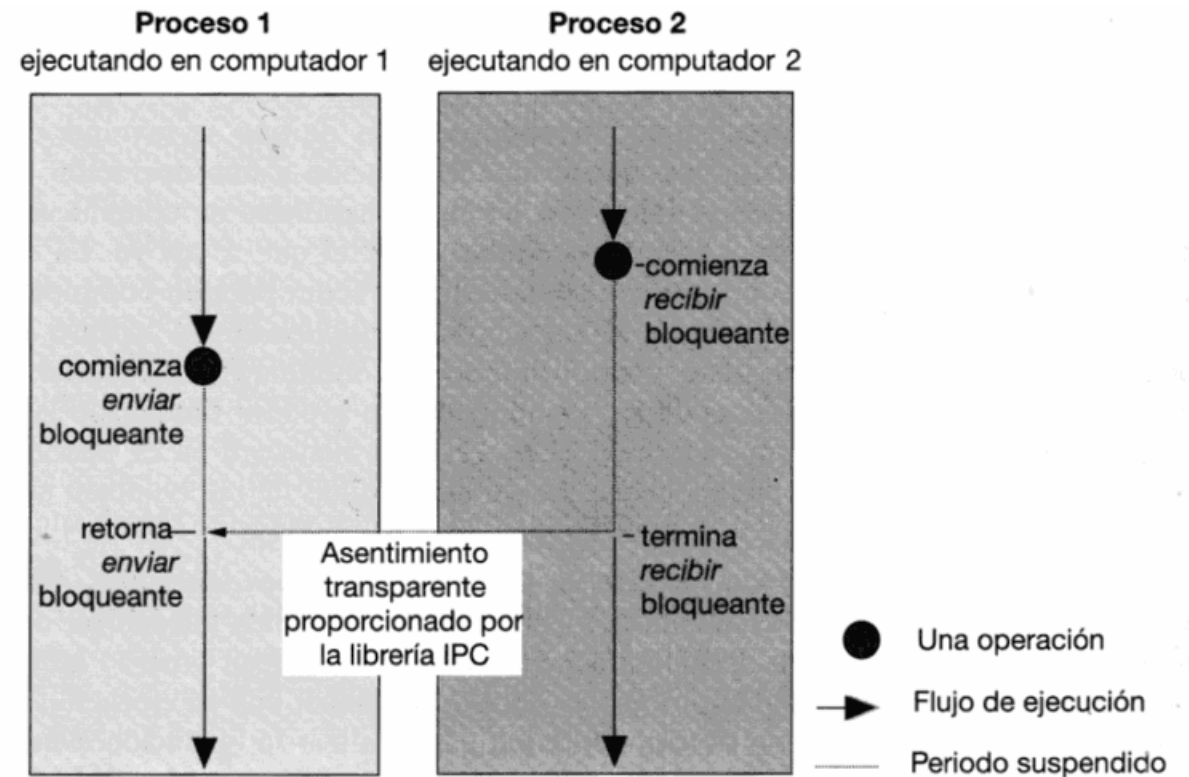 Proceso 1
ejecutando en computador 1
Proceso 2
ejecutando en computador 2
-comienza
recibir
bloqueante
comienza
enviar
bloqueante
retorna
enviar
bloqueante
Asentimiento
transparente
proporcionado por
la librería IPC
- termina
recibir
bloqueante
Una operación
Flujo de ejecución
Periodo suspendido